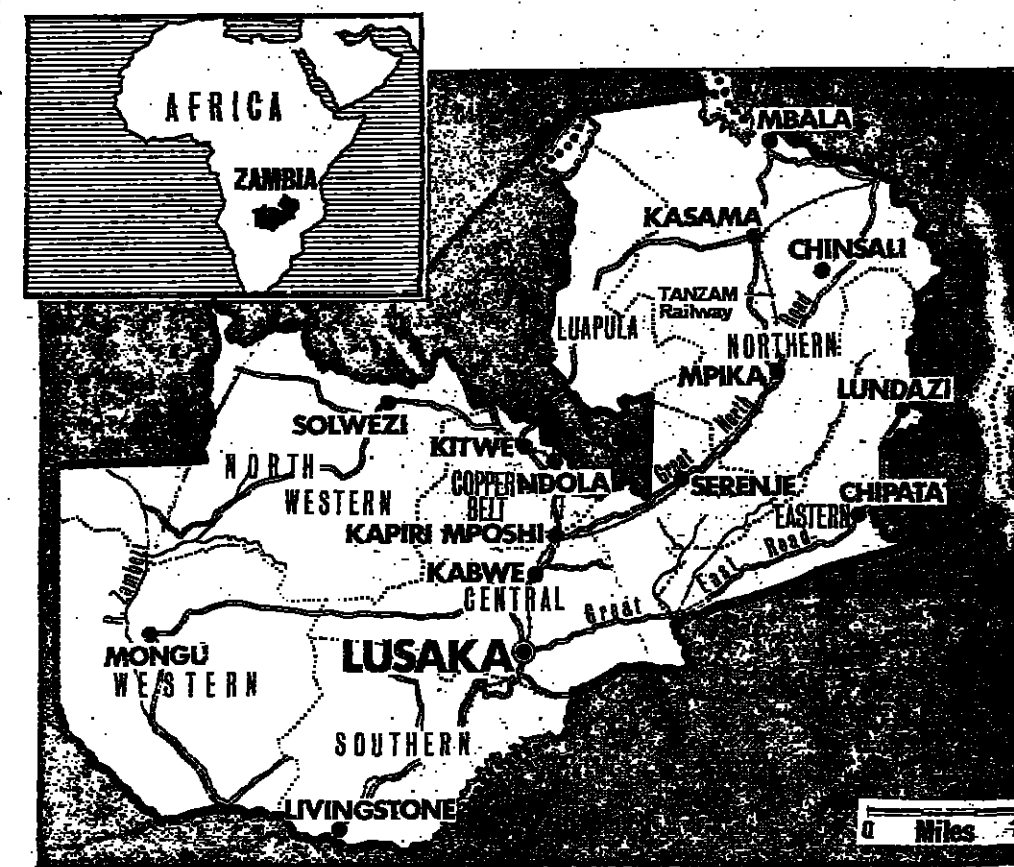 AFRICA
ZAMBIA
MBALA
KASAMA
CHINSALI
TANZAM
Railway
Road
LUAPULA
NORTHERN
MPIKA
LUNDAZI
North
Great
SOLWEZI
KITWE
NORTH
WESTERN
COPPER
BELT
NDOLA
SERENJE
CHIPATA
EASTERN
KAPIRI MPOSHI
KABWE
CENTRAL
Great East Road
R. Zambezi
LUSAKA
MONGU
WESTERN
SOUTHERN
LIVINGSTONE
0 Miles